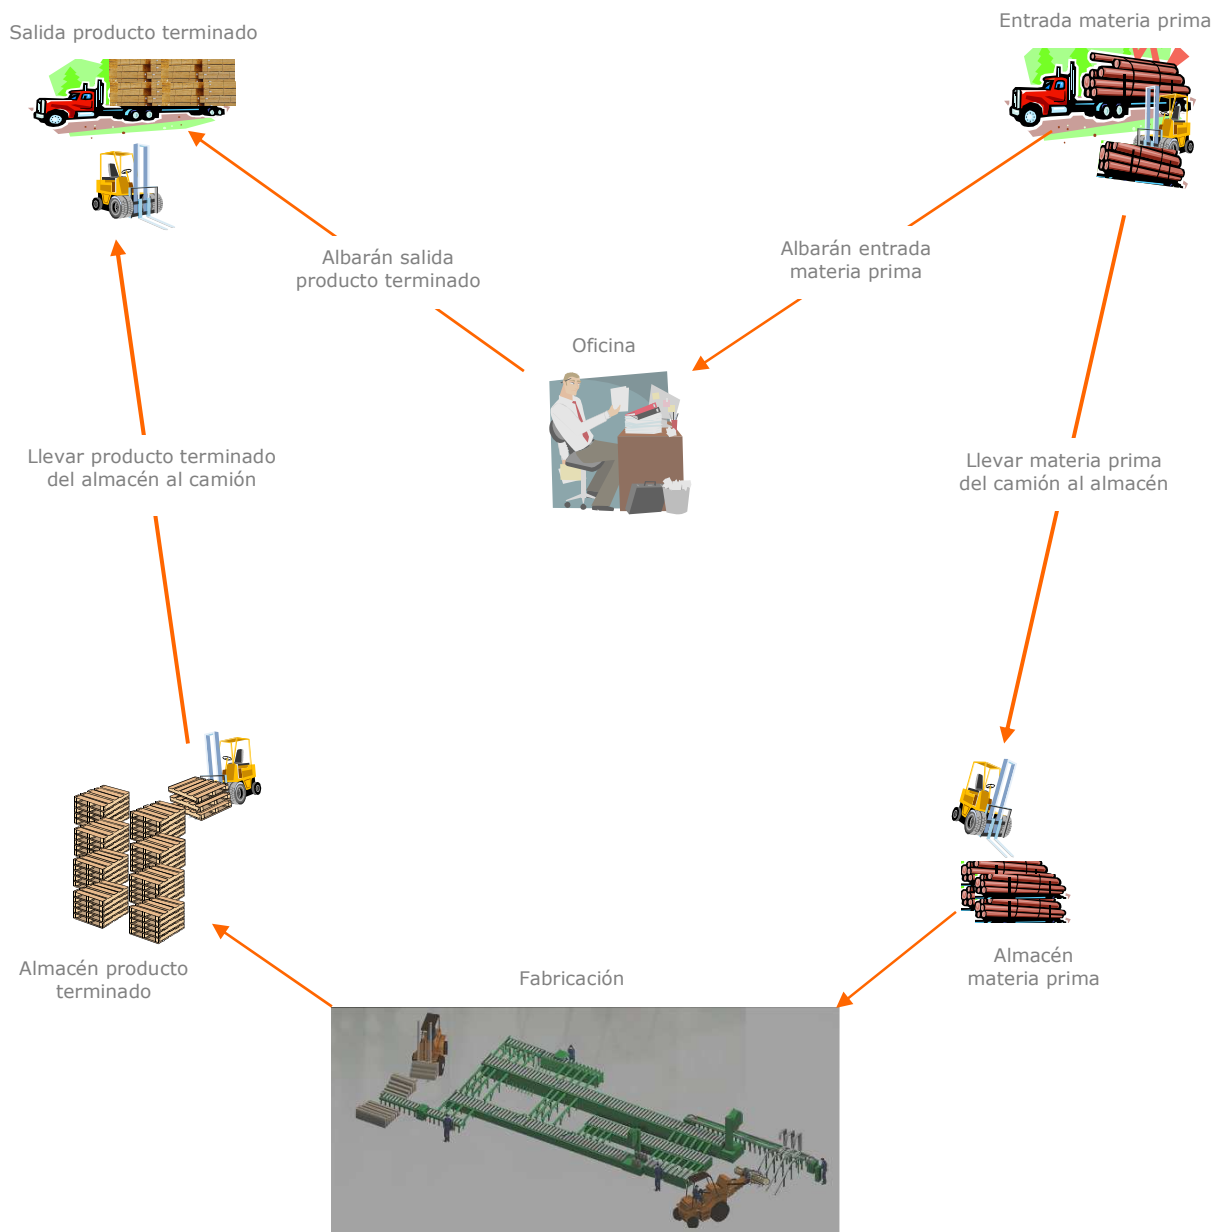 Salida producto terminado
Entrada materia prima
Albarán salida
producto terminado
Albarán entrada
materia prima
Oficina
Llevar producto terminado
del almacén al camión
Llevar materia prima
del camión al almacén
Almacén producto
terminado
Fabricación
Almacén
materia prima